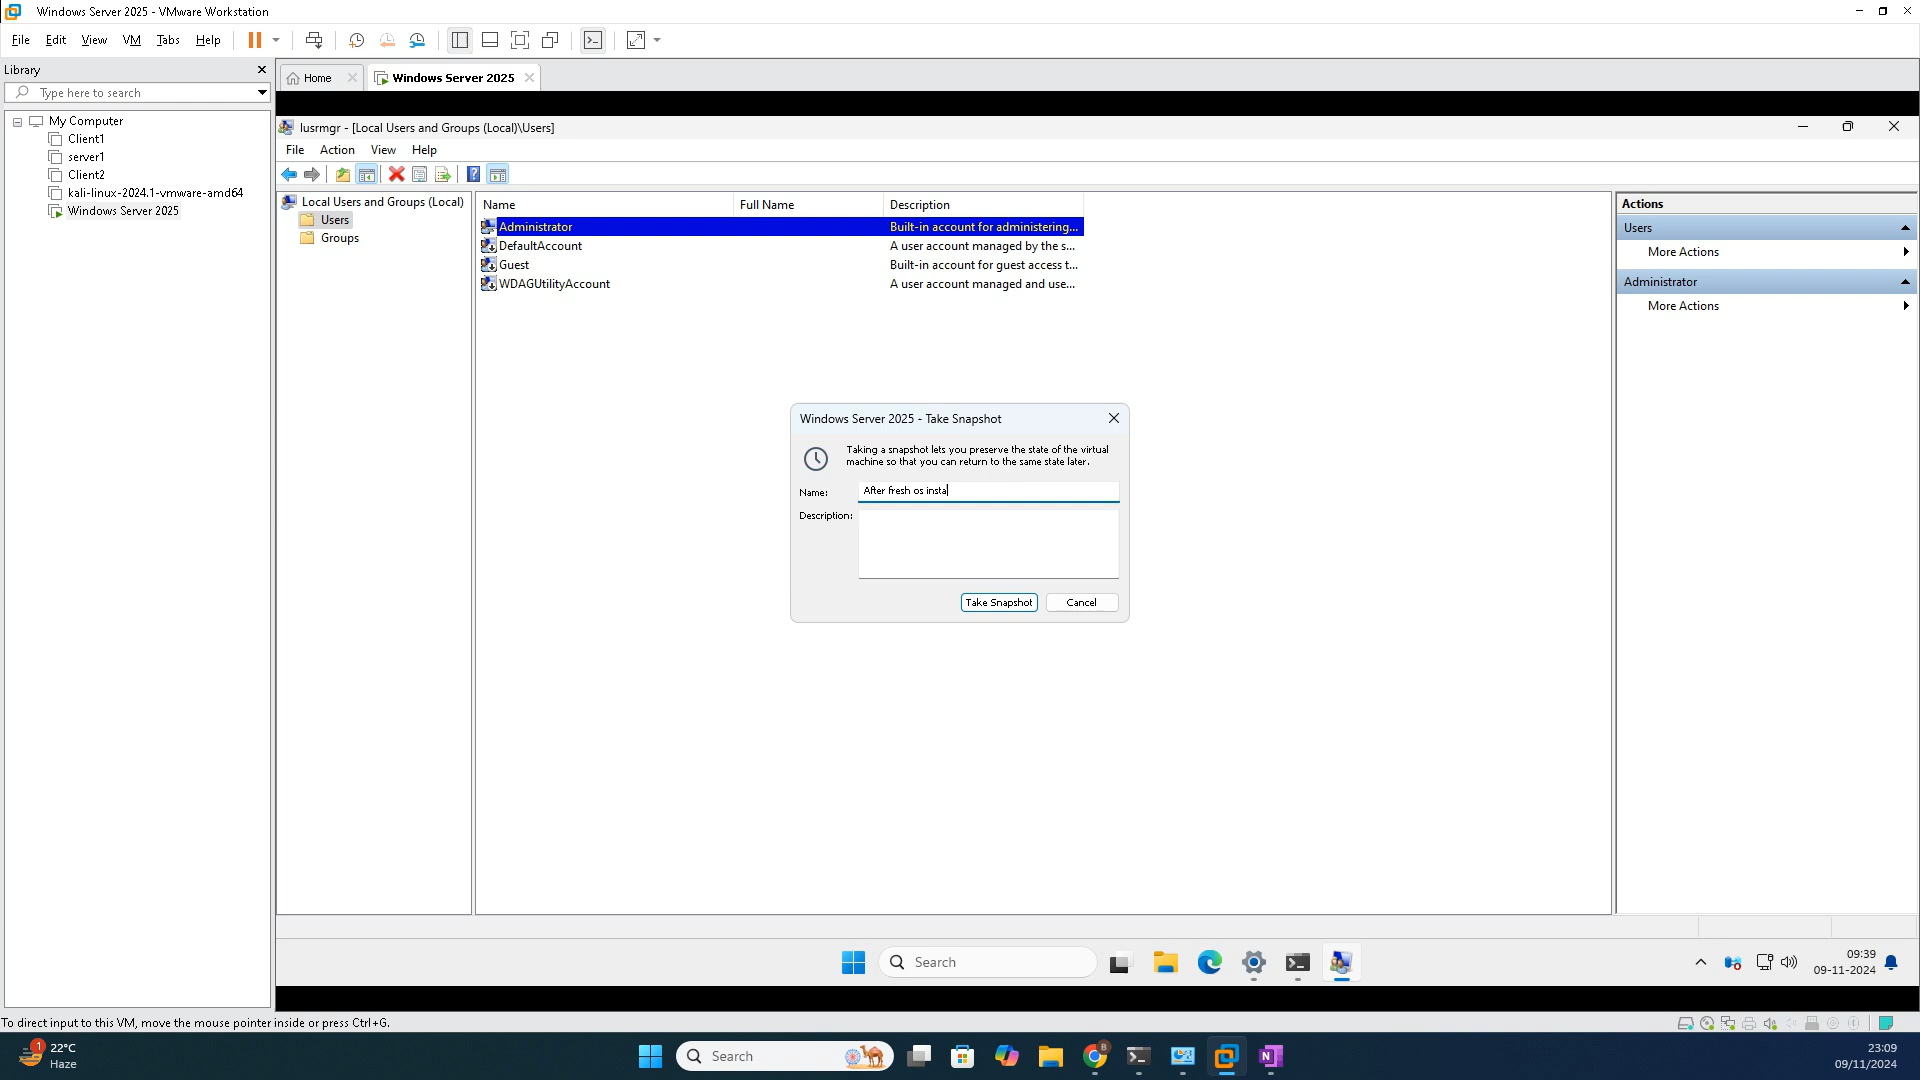 Windows Server 2025 - VMware Workstation
File Edit View VM Tabs Help
Library
Type here to search
My Computer
Client1
server1
Client2
kali-linux-2024.1-vmware-amd64
Windows Server 2025
Home
Windows Server 2025
lusrmgr - [Local Users and Groups (Local)\Users]
File Action View Help
Local Users and Groups (Local)
Users
Groups
Name Full Name Description
Administrator Built-in account for administering...
DefaultAccount A user account managed by the s...
Guest Built-in account for guest access t...
WDAGUtilityAccount A user account managed and use...
Actions
Users
More Actions
Administrator
More Actions
Windows Server 2025 - Take Snapshot
Taking a snapshot lets you preserve the state of the virtual
machine so that you can return to the same state later.
Name: After fresh os insta
Description:
Take Snapshot Cancel
Search
09:39
09-11-2024
To direct input to this VM, move the mouse pointer inside or press Ctrl+G.
1
22°C
Haze
Search
B
N
23:09
09/11/2024